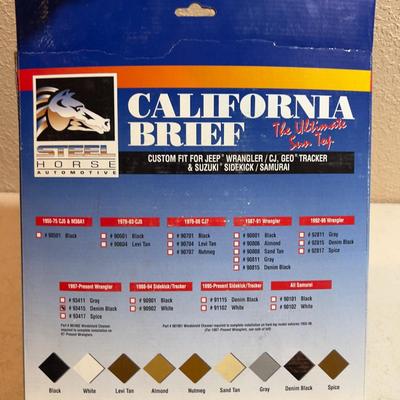 CALIFORNIA
BRIEF
The Ultimate
Sun Top
STEEL
HORSE
AUTOMOTIVE
CUSTOM FIT FOR JEEP® WRANGLER / CJ, GEO® TRACKER
& SUZUKI® SIDEKICK / SAMURAI
1955-75 CJ5 & M38A1
# 90501 Black
1976-83 CJ5
# 90601 Black
# 90604 Levi Tan
1976-86 CJ7
# 90701 Black
# 90704 Levi Tan
# 90707 Nutmeg
1987-91 Wrangler
# 90801 Black
# 90806 Almond
# 90808 Sand Tan
# 90811 Gray
# 90815 Denim Black
1992-95 Wrangler
# 92811 Gray
# 92815 Denim Black
# 92817 Spice
1997-Present Wrangler
# 93411 Gray
# 93415 Denim Black
# 93417 Spice
1988-94 Sidekick/Tracker
# 90901 Black
# 90902 White
1995-Present Sidekick/Tracker
# 91115 Denim Black
# 91102 White
All Samurai
# 90101 Black
# 90102 White
Black
White
Levi Tan
Almond
Nutmeg
Sand Tan
Gray
Denim Black
Spice